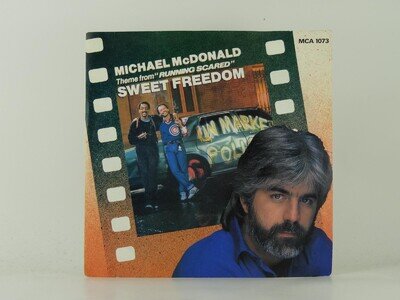 MCA 1073
MICHAEL McDONALD
Theme from "RUNNING SCARED"
SWEET FREEDOM
UN MARKE
POLI